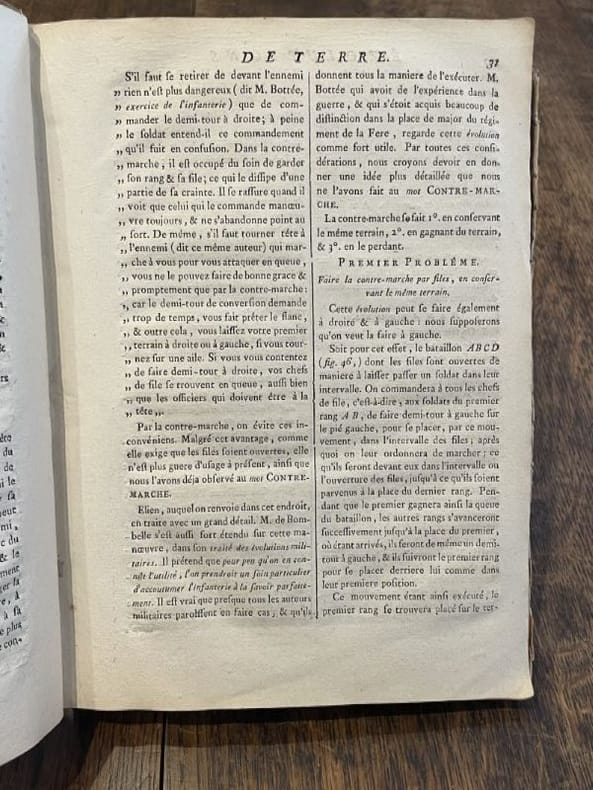 DE TERRE. 31
S'il faut se retirer de devant l'ennemi
„ rien n'est plus dangereux ( dit M. Bottée,
„ exercice de l'infanterie ) que de com-
„ mander le demi-tour à droite; à peine
„ le soldat entend-il ce commandement
„ qu'il fuit en confusion. Dans la contre-
„ marche, il est occupé du soin de garder
„ son rang & sa file; ce qui le dissipe d'une
„ partie de sa crainte. Il se rassure quand il
„ voit que celui qui le commande manœu-
„ vre toujours, & ne s'abandonne point au
„ sort. De même, s'il faut tourner tête à
„ l'ennemi (dit ce même auteur) qui mar-
„ che à vous pour vous attaquer en queue,
„ vous ne le pouvez faire de bonne grace &
„ promptement que par la contre-marche:
„ car le demi-tour de conversion demande
„ trop de temps, vous fait prêter le flanc,
„ & outre cela, vous laissez votre premier
„ terrain à droite ou à gauche, si vous tour-
„ nez sur une aile. Si vous vous contentez
„ de faire demi-tour à droite, vos chefs
„ de file se trouvent en queue, aussi bien
„ que les officiers qui doivent être à la
„ tête „.
Par la contre-marche, on évite ces in-
convéniens. Malgré cet avantage, comme
elle exige que les files soient ouvertes, elle
n'est plus guere d'usage à présent, ainsi que
nous l'avons déja observé au mot CONTRE-
MARCHE.
Elien, auquel on renvoie dans cet endroit,
en traite avec un grand détail. M. de Bom-
belle s'est aussi fort étendu sur cette ma-
nœuvre, dans son traité des évolutions mili-
taires. Il prétend que pour peu qu'on en con-
noît l'utilité, l'on prendroit un soin particulier
d'accoutumer l'infanterie à la savoir parfaite-
ment. Il est vrai que presque tous les auteurs
militaires paroissent en faire cas, & qu'ils
donnent tous la maniere de l'exécuter. M.
Bottée qui avoit de l'expérience dans la
guerre, & qui s'étoit acquis beaucoup de
distinction dans la place de major du régi-
ment de la Fere, regarde cette évolution
comme fort utile. Par toutes ces consi-
dérations, nous croyons devoir en don-
ner une idée plus détaillée que nous
ne l'avons fait au mot CONTRE-MAR-
CHE.
La contre-marche se fait 1°. en conservant
le même terrain, 2°. en gagnant du terrain,
& 3°. en le perdant.
PREMIER PROBLÊME.
Faire la contre-marche par files, en conser-
vant le même terrain.
Cette évolution peut se faire également
à droite & à gauche : nous supposerons
qu'on veut la faire à gauche.
Soit pour cet effet, le bataillon ABCD
(fig. 46,) dont les files sont ouvertes de
maniere à laisser passer un soldat dans leur
intervalle. On commandera à tous les chefs
de file, c'est-à-dire, aux soldats du premier
rang AB, de faire demi-tour à gauche sur
le pié gauche, pour se placer, par ce mou-
vement, dans l'intervalle des files; après
quoi on leur ordonnera de marcher; ce
qu'ils feront devant eux dans l'intervalle ou
l'ouverture des files, jusqu'à ce qu'ils soient
parvenus à la place du dernier rang. Pen-
dant que le premier gagnera ainsi la queue
du bataillon, les autres rangs s'avanceront
successivement jusqu'à la place du premier,
où étant arrivés, ils feront de même un demi-
tour à gauche, & ils suivront le premier rang
pour se placer derriere lui comme dans
leur premiere position.
Ce mouvement étant ainsi exécuté, le
premier rang se trouvera placé sur le ter-